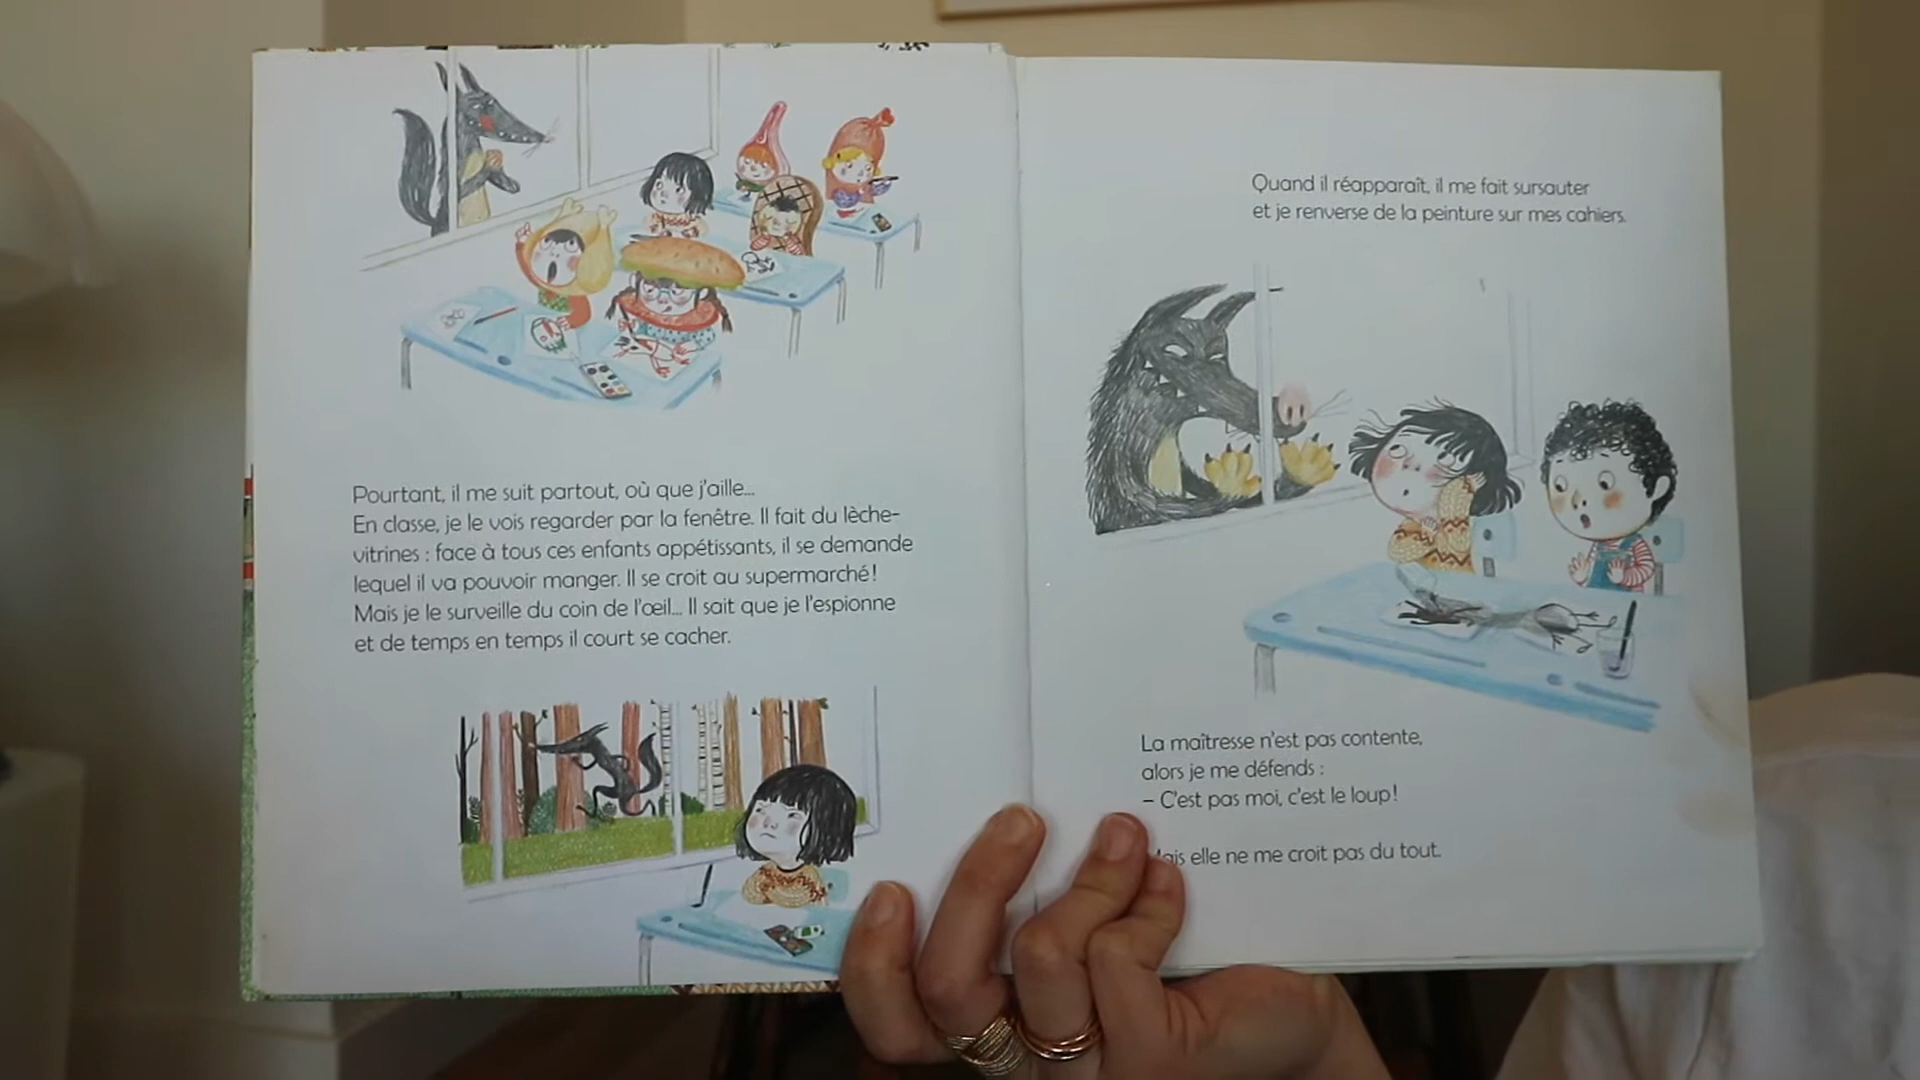 Pourtant, il me suit partout, où que j'aille...
En classe, je le vois regarder par la fenêtre. Il fait du lèche-
vitrines : face à tous ces enfants appétissants, il se demande
lequel il va pouvoir manger. Il se croit au supermarché!
Mais je le surveille du coin de l'œil... Il sait que je l'espionne
et de temps en temps il court se cacher.
Quand il réapparaît, il me fait sursauter
et je renverse de la peinture sur mes cahiers.
La maîtresse n'est pas contente,
alors je me défends :
– C'est pas moi, c'est le loup!
Mais elle ne me croit pas du tout.